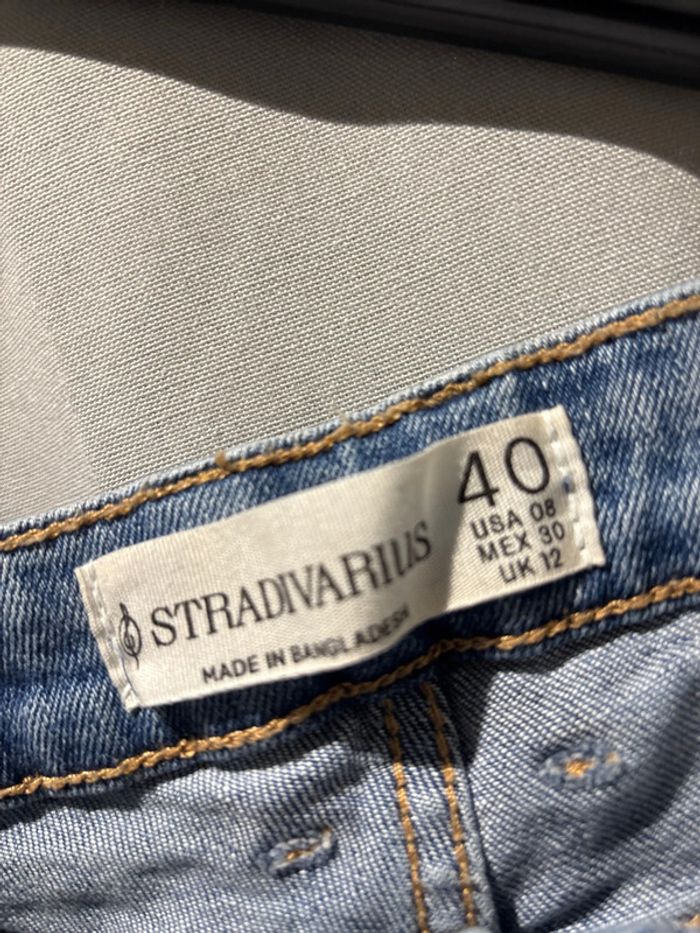 40
USA 08
MEX 30
UK 12
STRADIVARIUS
MADE IN BANGLADESH